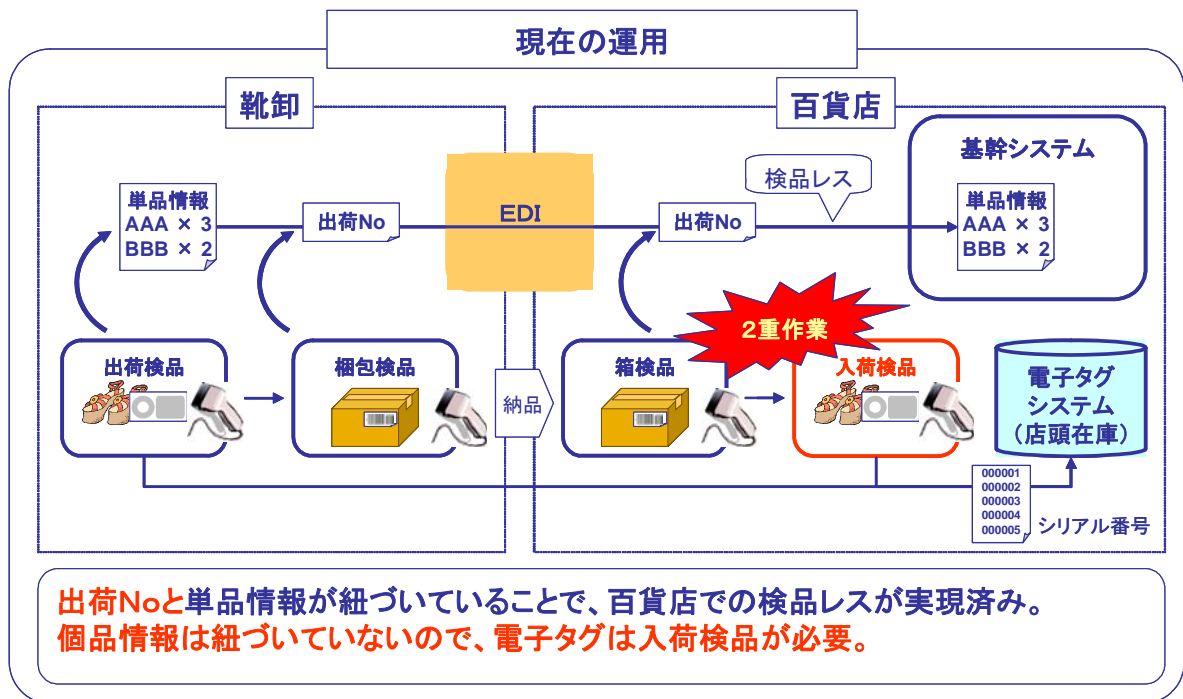 現在の運用
靴卸
百貨店
基幹システム
検品レス
単品情報
AAA × 3
BBB × 2
出荷No
EDI
出荷No
単品情報
AAA × 3
BBB × 2
2重作業
出荷検品
梱包検品
納品
箱検品
入荷検品
電子タグ
システム
（店頭在庫）
000001
000002
000003
000004
000005
シリアル番号
出荷Noと単品情報が紐づいていることで、百貨店での検品レスが実現済み。
個品情報は紐づいていないので、電子タグは入荷検品が必要。